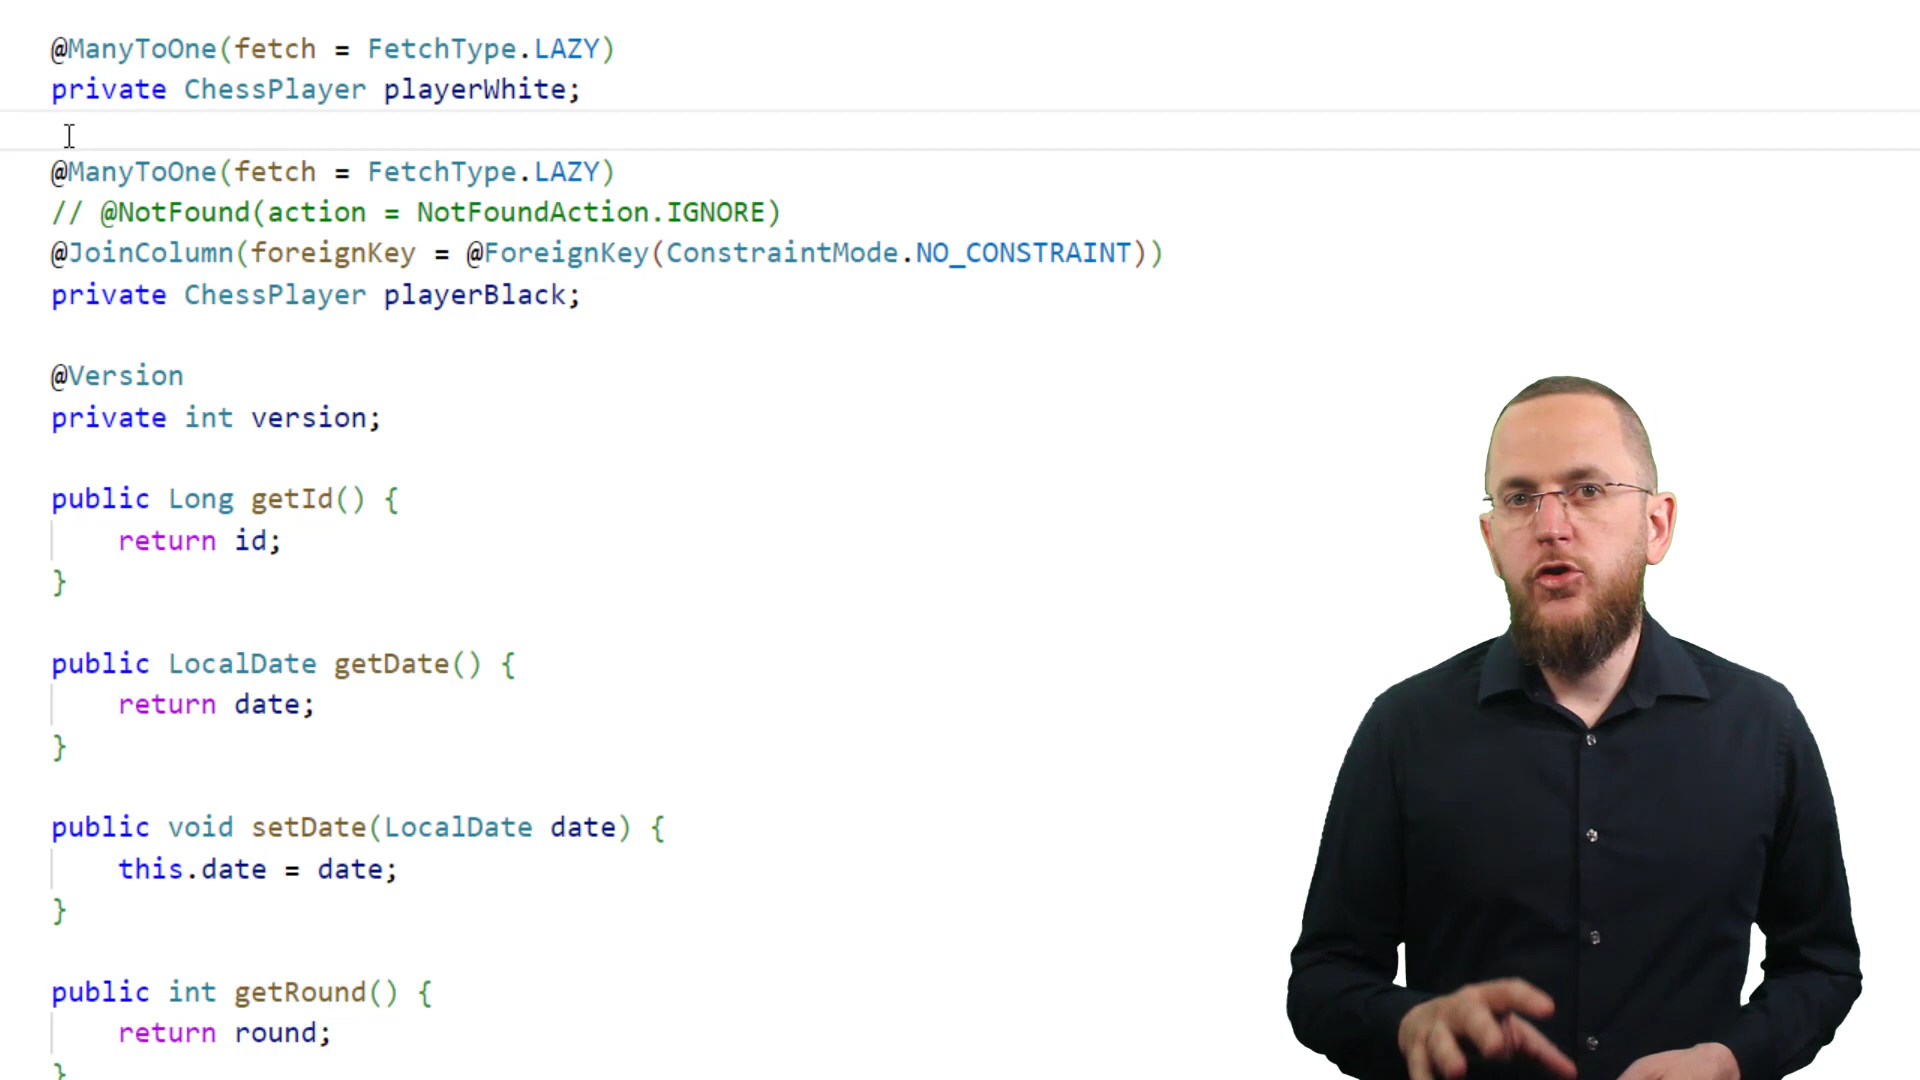 @ManyToOne(fetch = FetchType.LAZY)
private ChessPlayer playerWhite;
@ManyToOne(fetch = FetchType.LAZY)
// @NotFound(action = NotFoundAction.IGNORE)
@JoinColumn(foreignKey = @ForeignKey(ConstraintMode.NO_CONSTRAINT))
private ChessPlayer playerBlack;
@Version
private int version;
public Long getId() {
return id;
}
public LocalDate getDate() {
return date;
}
public void setDate(LocalDate date) {
this.date = date;
}
public int getRound() {
return round;
}